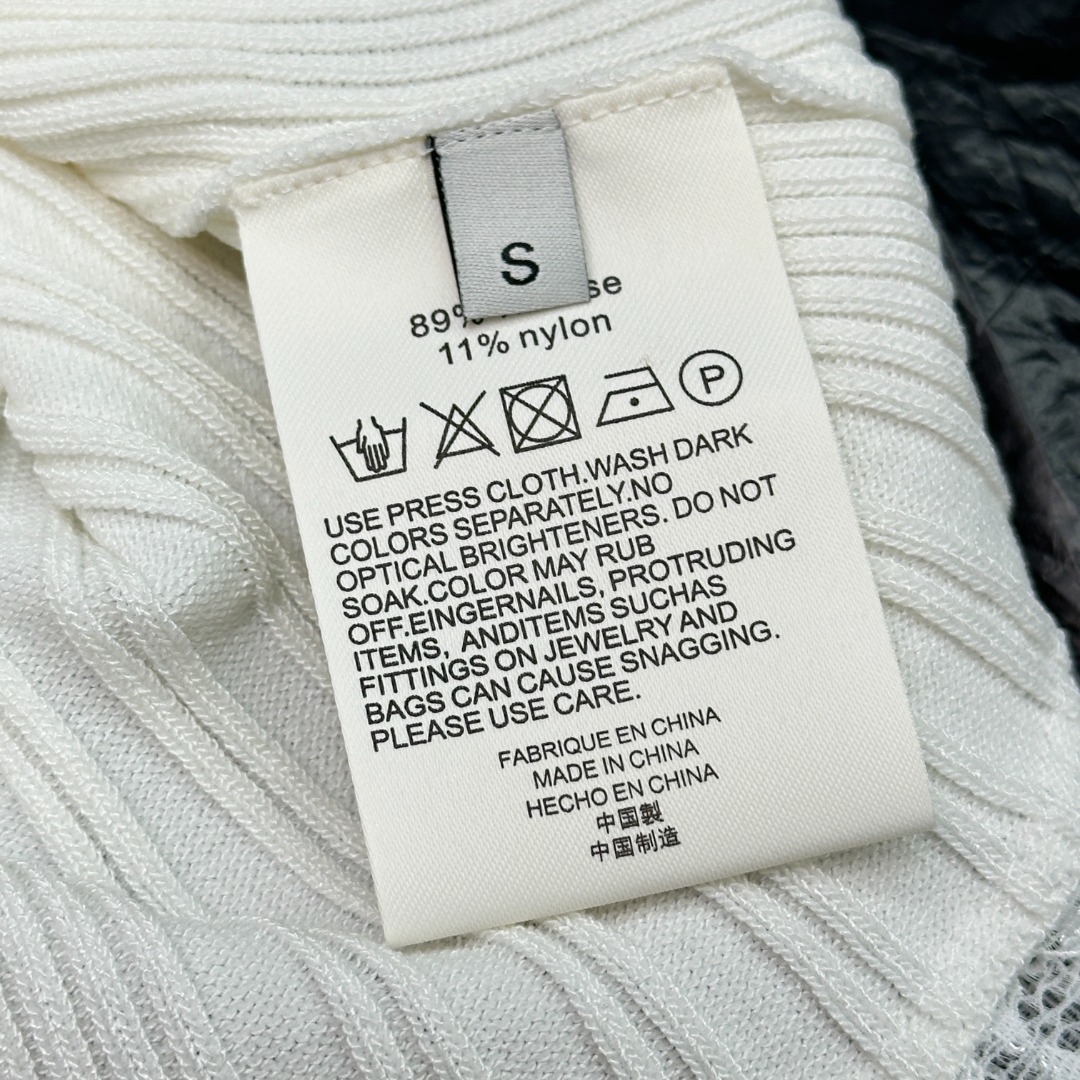 S
89%
11% nylon
P
USE PRESS CLOTH.WASH DARK
COLORS SEPARATELY.NO
OPTICAL BRIGHTENERS. DO NOT
SOAK.COLOR MAY RUB
OFF.EINGERNAILS, PROTRUDING
ITEMS, ANDITEMS SUCHAS
FITTINGS ON JEWELRY AND
BAGS CAN CAUSE SNAGGING.
PLEASE USE CARE.
FABRIQUE EN CHINA
MADE IN CHINA
HECHO EN CHINA
中国製
中国制造